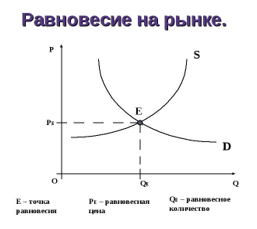 Равновесие на рынке.
P
S
E
PE
D
O
QE
Q
E – точка
равновесия
PE – равновесная
цена
QE – равновесное
количество